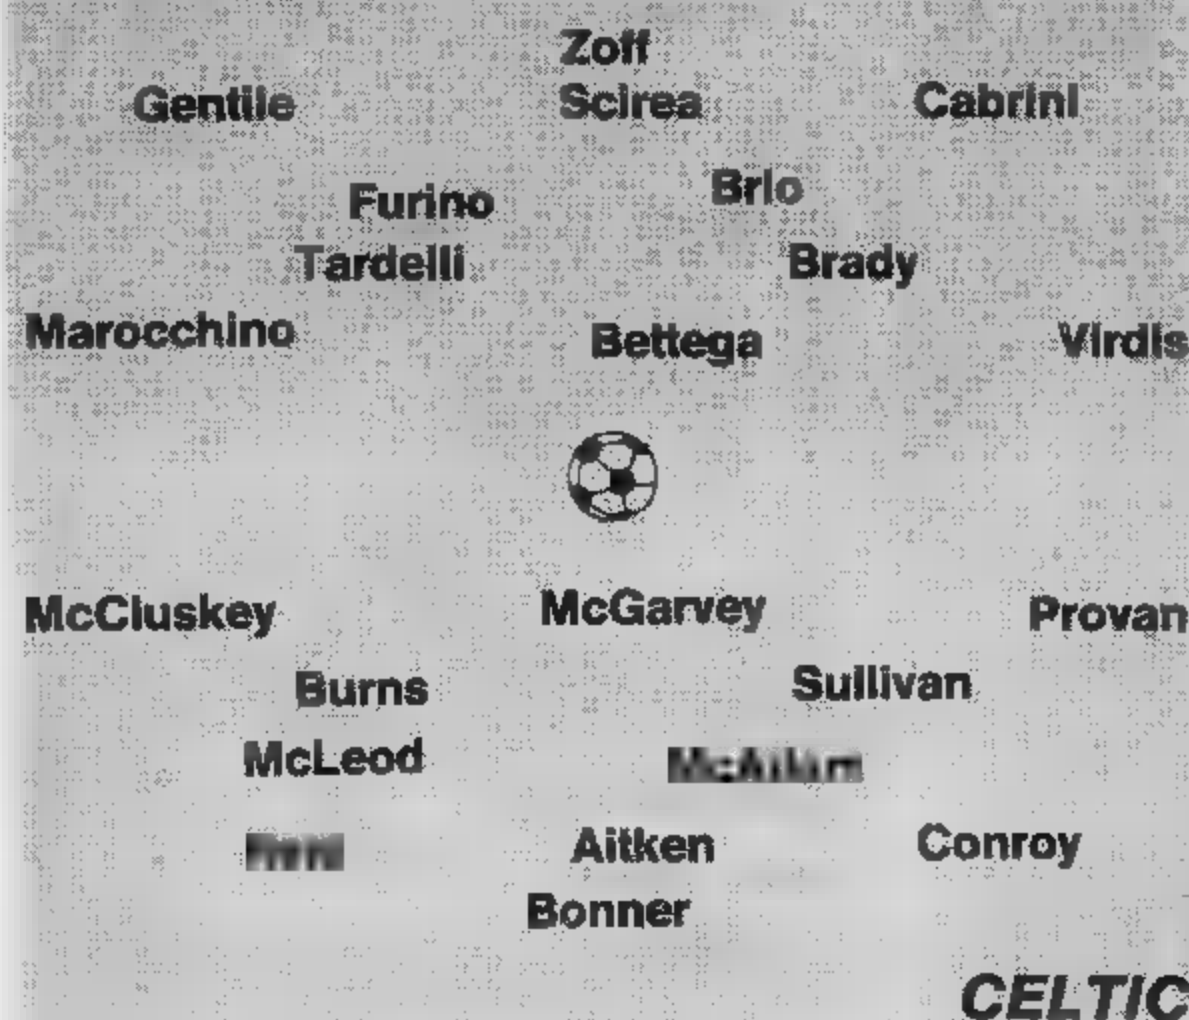 Zoff
Gentile Scirea Cabrini
Furino Brio
Tardelli Brady
Marocchino Bettega Virdis
McCluskey McGarvey Provan
Burns Sullivan
McLeod
Aitken Conroy
Bonner
CELTIC